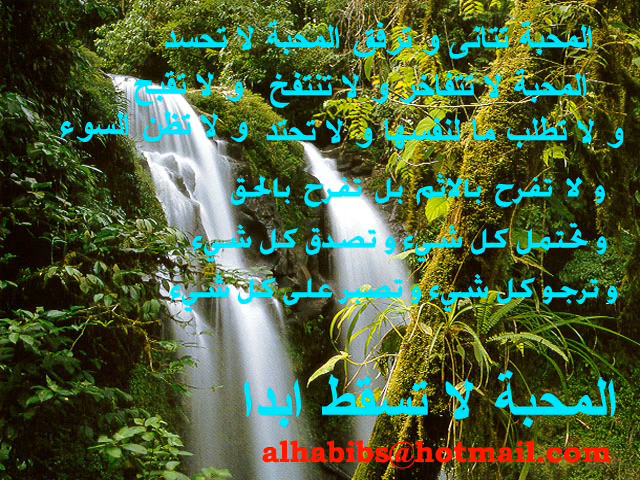 المحبة تتانى و ترفق المحبة لا تحسد
المحبة لا تتفاخر و لا تنتفخ و لا تقبح
و لا تطلب ما لنفسها و لا تحتد و لا تظن السوع
و لا تفرح بالاثم بل تفرح بالحق
و تحتمل كل شيء و تصدق كل شيء
و ترجو كل شيء و تصبر على كل شيء
المحبة لا تسقط ابدا
alhabibs@hotmail.com